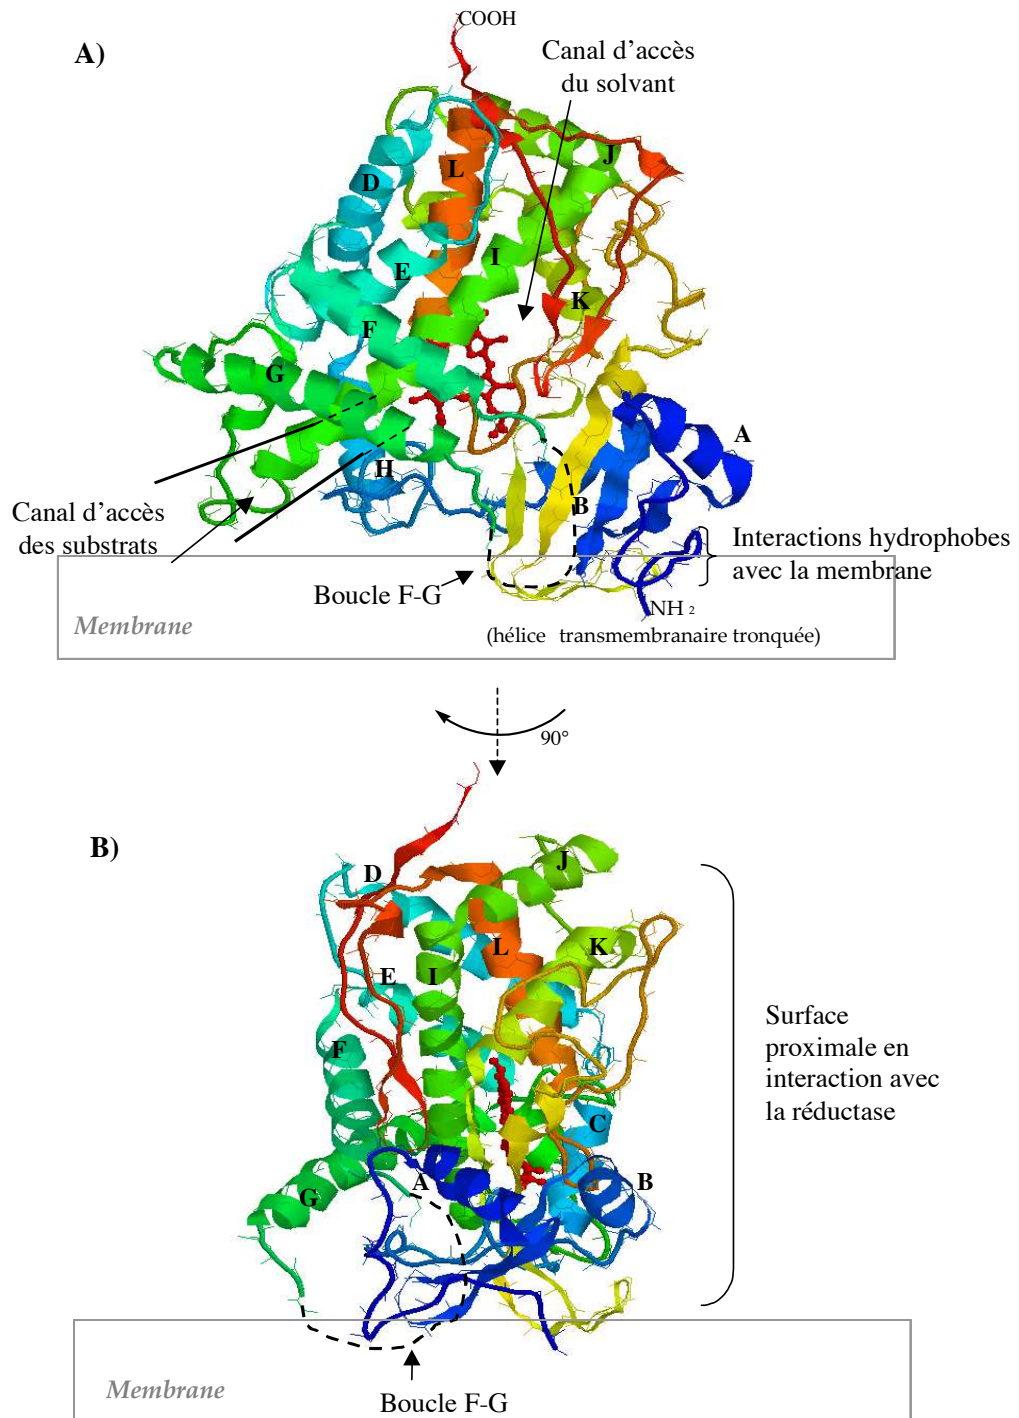 COOH
A)
Canal d'accès
du solvant
J
L
D
I
E
K
F
G
A
H
B
Canal d'accès
des substrats
Interactions hydrophobes
avec la membrane
Boucle F-G
NH 2
Membrane
(hélice transmembranaire tronquée)
90°
B)
J
D
L
K
E
I
Surface
proximale en
interaction avec
la réductase
F
C
A
B
G
Membrane
Boucle F-G